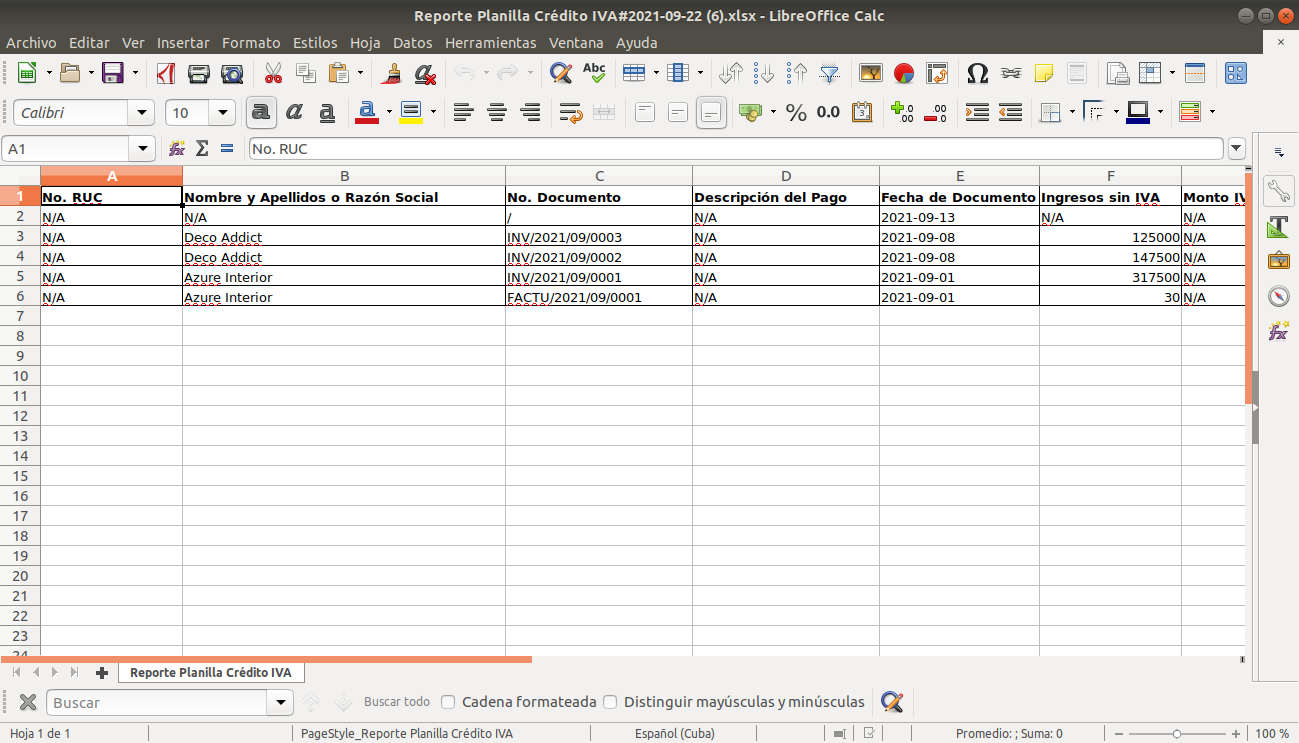 Reporte Planilla Crédito IVA#2021-09-22 (6).xlsx - LibreOffice Calc
Archivo Editar Ver Insertar Formato Estilos Hoja Datos Herramientas Ventana Ayuda
Calibri 10 a a a a % 0.0
A1 No. RUC
A B C D E F
1 No. RUC Nombre y Apellidos o Razón Social No. Documento Descripción del Pago Fecha de Documento Ingresos sin IVA Monto IV
2 N/A N/A / N/A 2021-09-13 N/A N/A
3 N/A Deco Addict INV/2021/09/0003 N/A 2021-09-08 125000 N/A
4 N/A Deco Addict INV/2021/09/0002 N/A 2021-09-08 147500 N/A
5 N/A Azure Interior INV/2021/09/0001 N/A 2021-09-01 317500 N/A
6 N/A Azure Interior FACTU/2021/09/0001 N/A 2021-09-01 30 N/A
7
8
9
10
11
12
13
14
15
16
17
18
19
20
21
22
23
24
Reporte Planilla Crédito IVA
Buscar Buscar todo Cadena formateada Distinguir mayúsculas y minúsculas
Hoja 1 de 1 PageStyle_Reporte Planilla Crédito IVA Español (Cuba) Promedio: ; Suma: 0 100 %